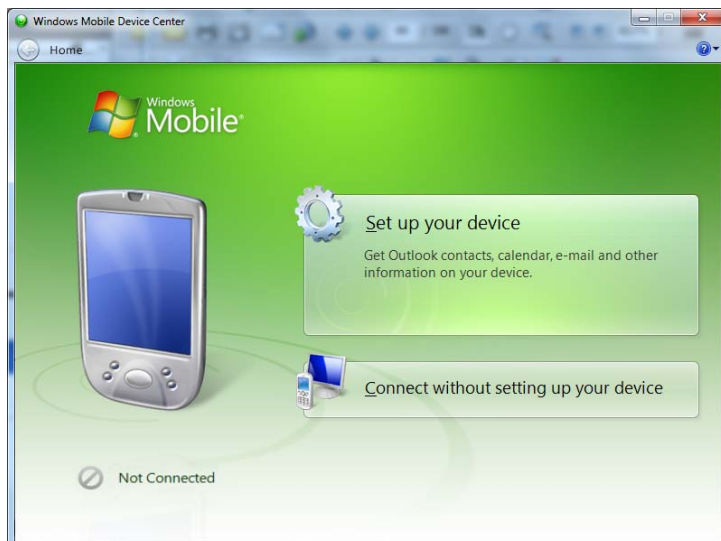 Windows Mobile Device Center
Home
Windows
Mobile
Set up your device
Get Outlook contacts, calendar, e-mail and other
information on your device.
Connect without setting up your device
Not Connected